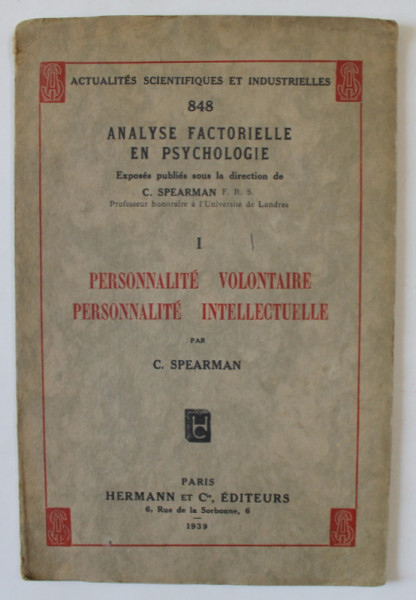 ACTUALITÉS SCIENTIFIQUES ET INDUSTRIELLES
848
ANALYSE FACTORIELLE
EN PSYCHOLOGIE
Exposés publiés sous la direction de
C. SPEARMAN F. R. S.
Professeur honoraire à l'Université de Londres
I
PERSONNALITÉ VOLONTAIRE
PERSONNALITÉ INTELLECTUELLE
PAR
C. SPEARMAN
HC
PARIS
HERMANN ET Cie, ÉDITEURS
6, Rue de la Sorbonne, 6
1939